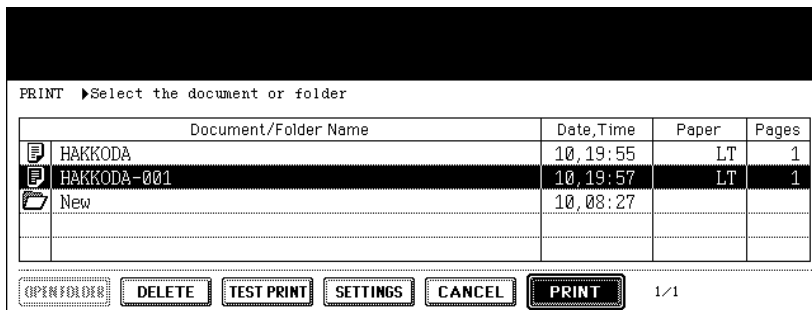 PRINT ▶Select the document or folder
Document/Folder Name Date,Time Paper Pages
HAKKODA 10,19:55 LT 1
HAKKODA-001 10,19:57 LT 1
New 10,08:27
OPEN FOLDER DELETE TEST PRINT SETTINGS CANCEL PRINT 1/1